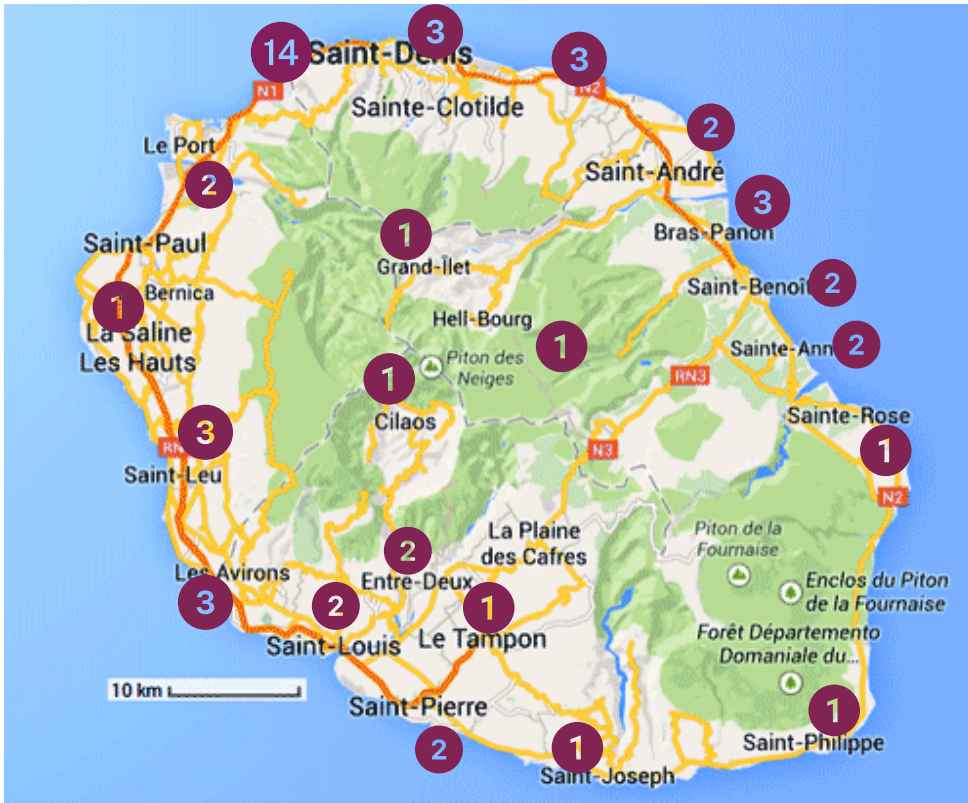 3
14
Saint-Denis
3
N1
N2
Sainte-Clotilde
2
Le Port
Saint-André
2
3
1
Bras-Panon
Saint-Paul
Grand-Îlet
Saint-Benoît
2
Bernica
1
Hell-Bourg
La Saline
Les Hauts
1
Sainte-Ann
2
Piton des
Neiges
1
RN3
Cilaos
Sainte-Rose
3
RN
N3
1
Saint-Leu
N2
La Plaine
des Cafres
Piton de la
Fournaise
2
Les Avirons
Entre-Deux
Enclos du Piton
de la Fournaise
3
2
1
Saint-Louis
Le Tampon
Forêt Départemento
Domaniale du...
10 km
Saint-Pierre
1
Saint-Philippe
2
1
Saint-Joseph